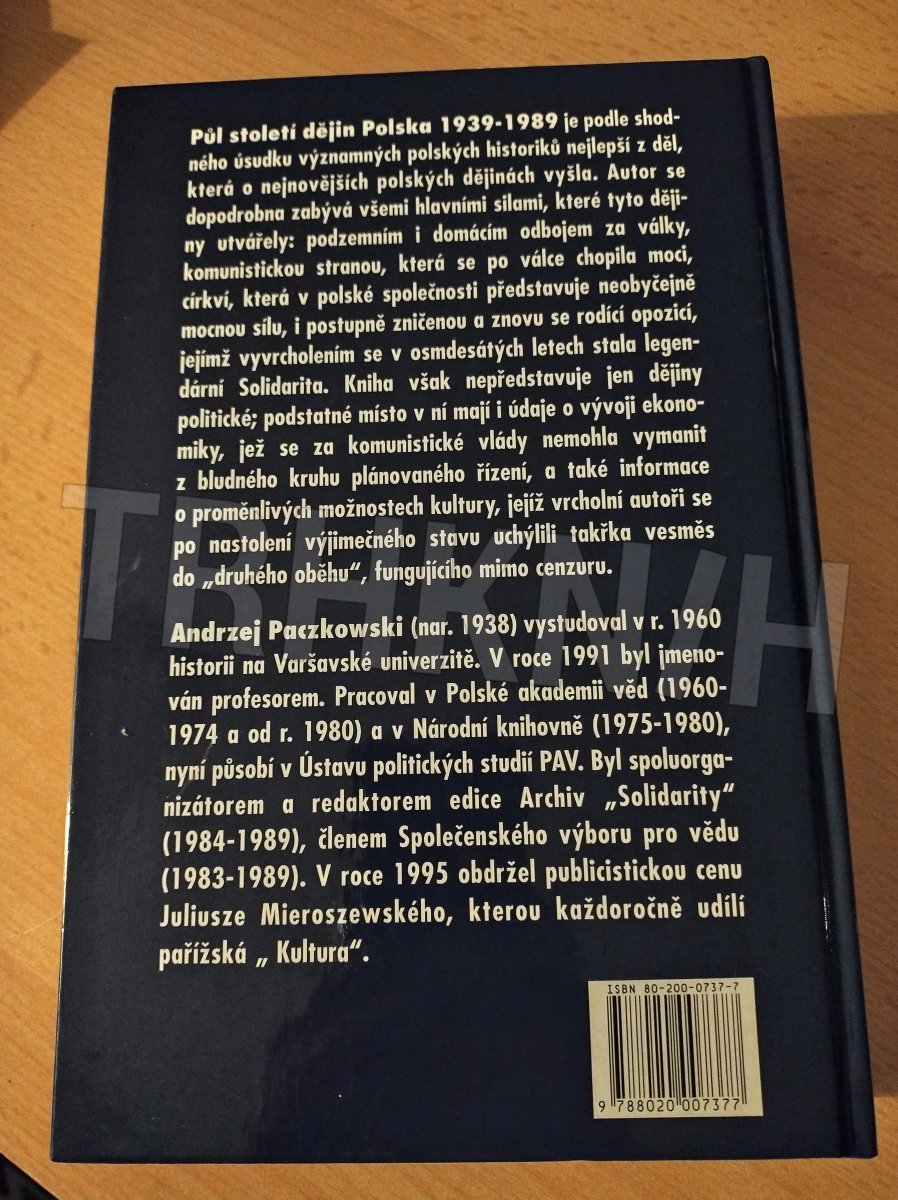 Půl století dějin Polska 1939-1989 je podle shod-
ného úsudku významných polských historiků nejlepší z děl,
která o nejnovějších polských dějinách vyšla. Autor se
dopodrobna zabývá všemi hlavními silami, které tyto ději-
ny utvářely: podzemním i domácím odbojem za války,
komunistickou stranou, která se po válce chopila moci,
církví, která v polské společnosti představuje neobyčejně
mocnou sílu, i postupně zničenou a znovu se rodící opozicí,
jejímž vyvrcholením se v osmdesátých letech stala legen-
dární Solidarita. Kniha však nepředstavuje jen dějiny
politické; podstatné místo v ní mají i údaje o vývoji ekono-
miky, jež se za komunistické vlády nemohla vymanit
z bludného kruhu plánovaného řízení, a také informace
o proměnlivých možnostech kultury, jejíž vrcholní autoři se
po nastolení výjimečného stavu uchýlili takřka vesměs
do „druhého oběhu“, fungujícího mimo cenzuru.
Andrzej Paczkowski (nar. 1938) vystudoval v r. 1960
historii na Varšavské univerzitě. V roce 1991 byl jmeno-
ván profesorem. Pracoval v Polské akademii věd (1960-
1974 a od r. 1980) a v Národní knihovně (1975-1980),
nyní působí v Ústavu politických studií PAV. Byl spoluorga-
nizátorem a redaktorem edice Archiv „Solidarity“
(1984-1989), členem Společenského výboru pro vědu
(1983-1989). V roce 1995 obdržel publicistickou cenu
Juliusze Mieroszewského, kterou každoročně udílí
pařížská „ Kultura“.
TRHKNIH
ISBN 80-200-0737-7
9 788020 007377